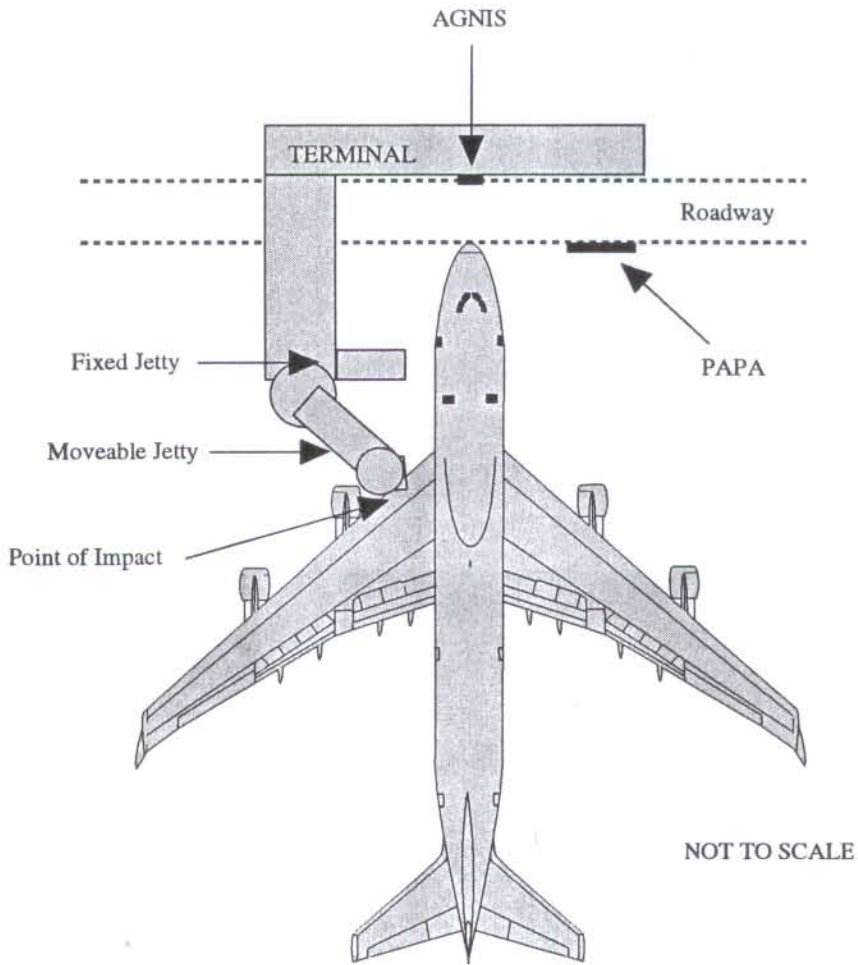 AGNIS
TERMINAL
Roadway
Fixed Jetty
PAPA
Moveable Jetty
Point of Impact
NOT TO SCALE